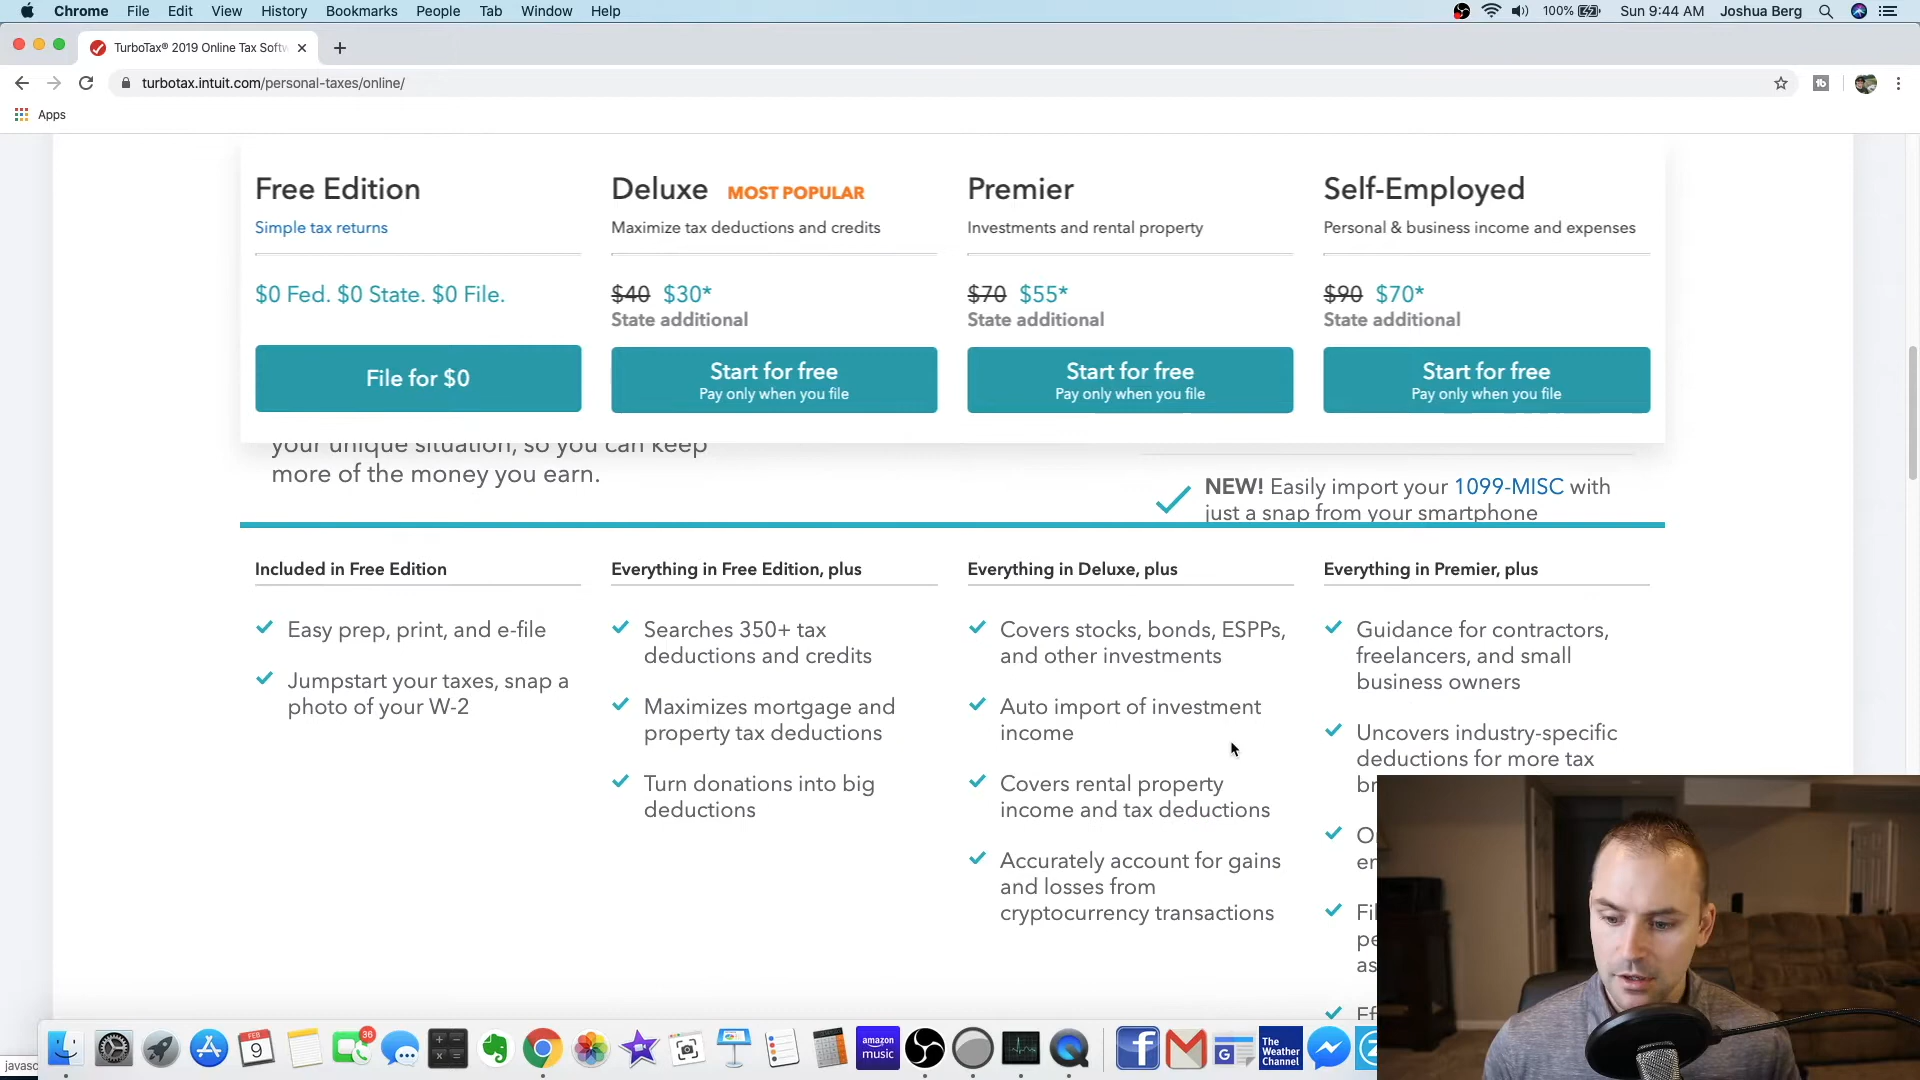 Chrome File Edit View History Bookmarks People Tab Window Help 100% Sun 9:44 AM Joshua Berg
TurboTax® 2019 Online Tax Softw
turbotax.intuit.com/personal-taxes/online/
Apps
Free Edition
Simple tax returns
$0 Fed. $0 State. $0 File.
File for $0
Deluxe MOST POPULAR
Maximize tax deductions and credits
$40 $30*
State additional
Start for free
Pay only when you file
Premier
Investments and rental property
$70 $55*
State additional
Start for free
Pay only when you file
Self-Employed
Personal & business income and expenses
$90 $70*
State additional
Start for free
Pay only when you file
your unique situation, so you can keep
more of the money you earn.
NEW! Easily import your 1099-MISC with
just a snap from your smartphone
Included in Free Edition
Easy prep, print, and e-file
Jumpstart your taxes, snap a
photo of your W-2
Everything in Free Edition, plus
Searches 350+ tax
deductions and credits
Maximizes mortgage and
property tax deductions
Turn donations into big
deductions
Everything in Deluxe, plus
Covers stocks, bonds, ESPPs,
and other investments
Auto import of investment
income
Covers rental property
income and tax deductions
Accurately account for gains
and losses from
cryptocurrency transactions
Everything in Premier, plus
Guidance for contractors,
freelancers, and small
business owners
Uncovers industry-specific
deductions for more tax
javasc
FEB
9
36
amazon
music
The
Weather
Channel